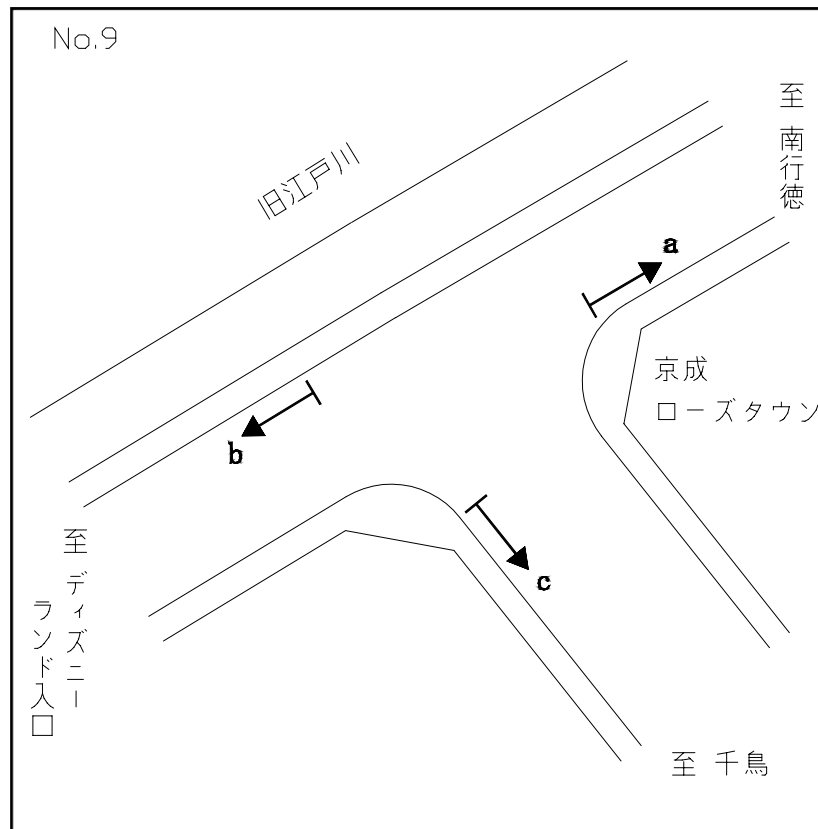 No.9
旧江戸川
至 南行徳
a
京成
ローズタウン
b
c
至 ディズニー
ランド入口
至 千鳥